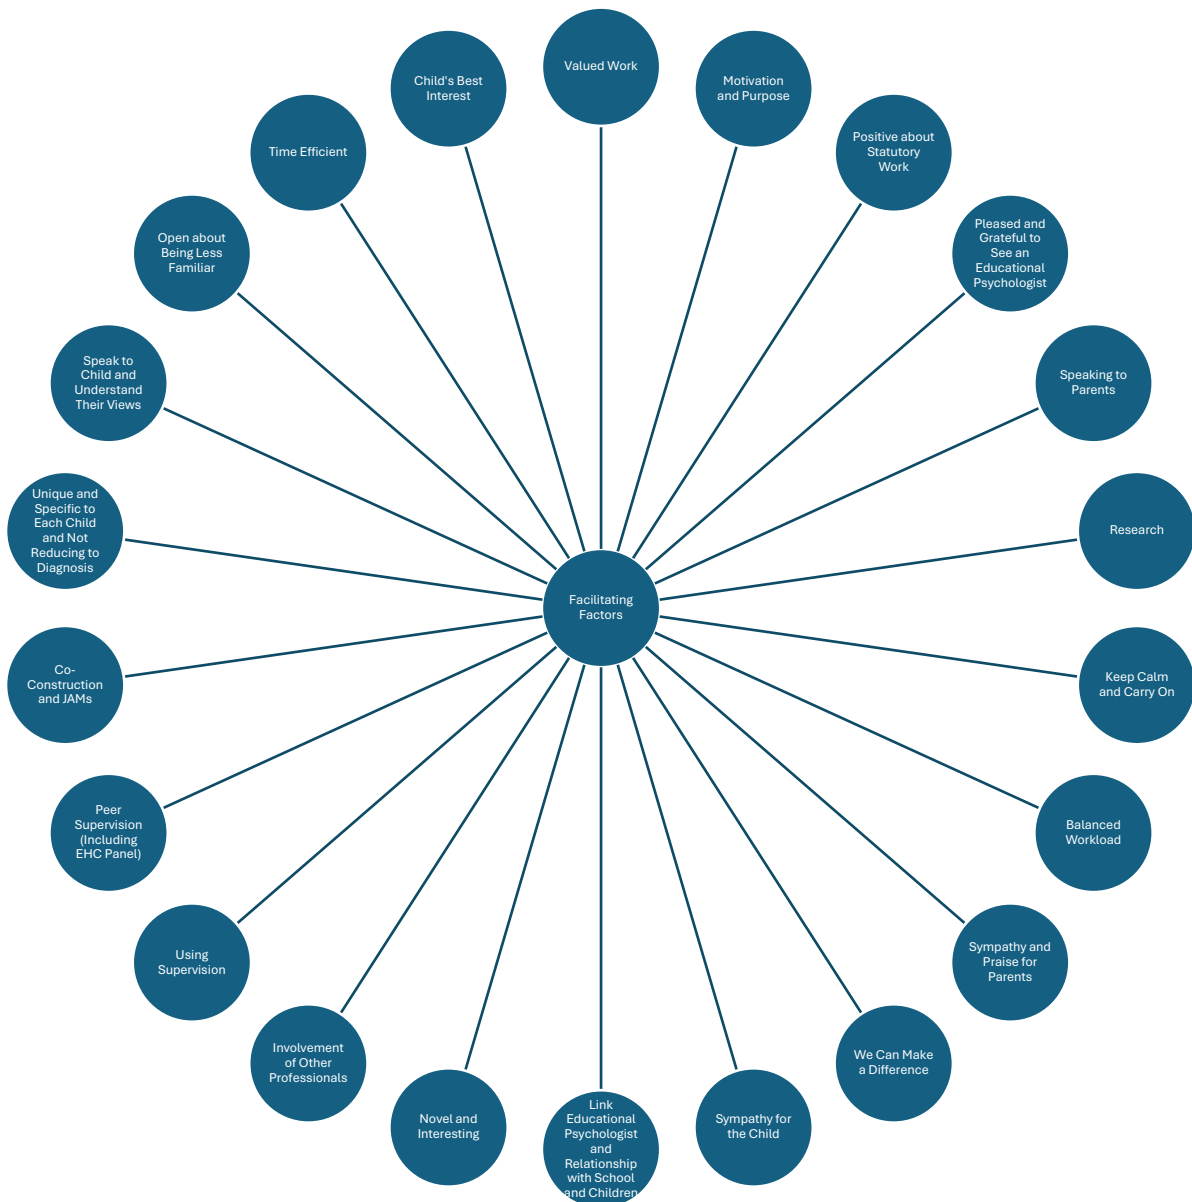 Valued Work
Motivation
and Purpose
Positive about
Statutory
Work
Pleased and
Grateful to
See an
Educational
Psychologist
Speaking to
Parents
Research
Keep Calm
and Carry On
Balanced
Workload
Sympathy and
Praise for
Parents
We Can Make
a Difference
Sympathy for
the Child
Link
Educational
Psychologist
and
Relationship
with School
and Children
Novel and
Interesting
Involvement
of Other
Professionals
Using
Supervision
Peer
Supervision
(Including
EHC Panel)
Co-
Construction
and JAMs
Unique and
Specific to
Each Child
and Not
Reducing to
Diagnosis
Speak to
Child and
Understand
Their Views
Open about
Being Less
Familiar
Time Efficient
Child's Best
Interest
Facilitating
Factors